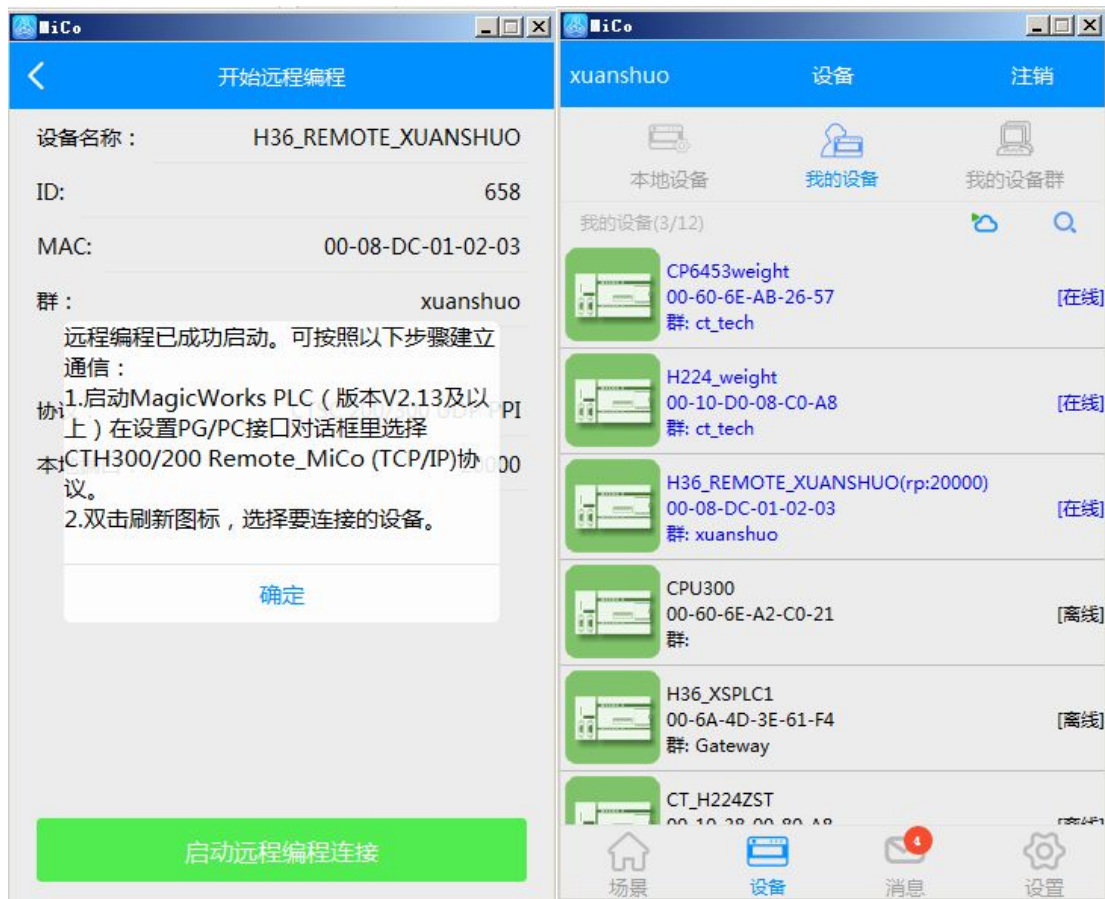 MiCo
开始远程编程
设备名称： H36_REMOTE_XUANSHUO
ID: 658
MAC: 00-08-DC-01-02-03
群： xuanshuo
远程编程已成功启动。可按照以下步骤建立
通信：
1.启动MagicWorks PLC（版本V2.13及以
上）在设置PG/PC接口对话框里选择
CTH300/200 Remote_MiCo (TCP/IP)协
议。
2.双击刷新图标，选择要连接的设备。
确定
启动远程编程连接
MiCo
xuanshuo 设备 注销
本地设备 我的设备 我的设备群
我的设备(3/12)
CP6453weight
00-60-6E-AB-26-57 [在线]
群: ct_tech
H224_weight
00-10-D0-08-C0-A8 [在线]
群: ct_tech
H36_REMOTE_XUANSHUO(rp:20000)
00-08-DC-01-02-03 [在线]
群: xuanshuo
CPU300
00-60-6E-A2-C0-21 [离线]
群:
H36_XSPLC1
00-6A-4D-3E-61-F4 [离线]
群: Gateway
CT_H224ZST
4
场景 设备 消息 设置